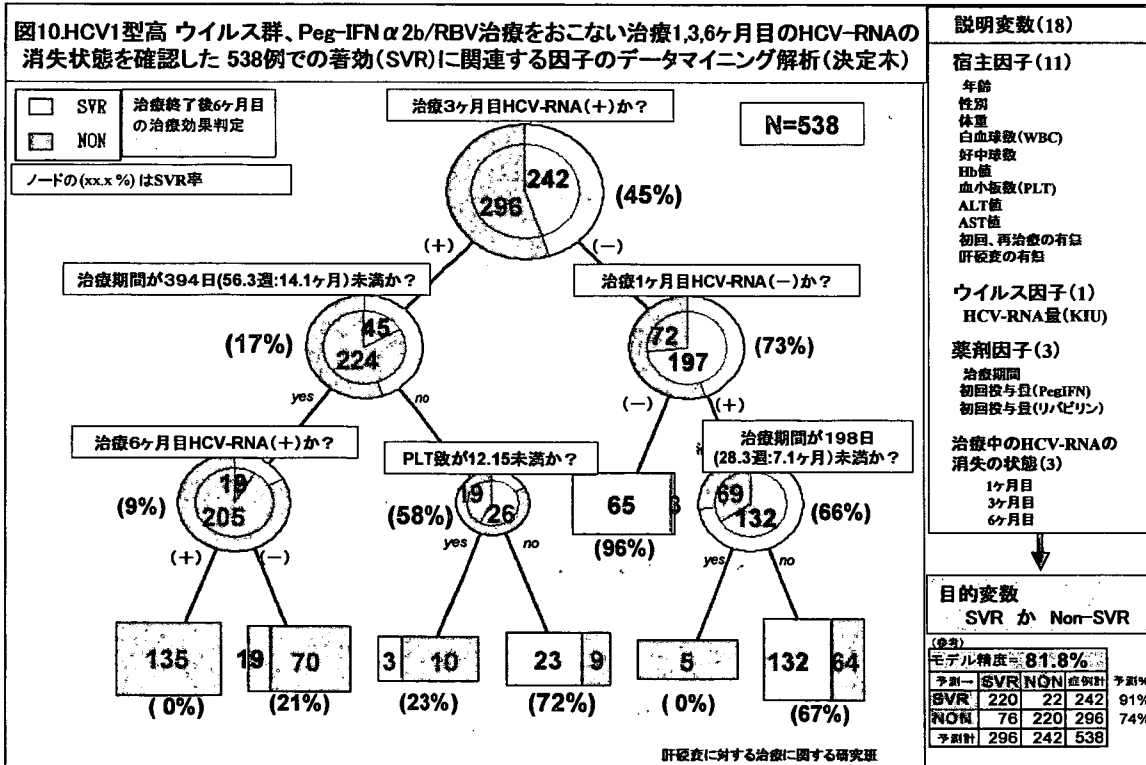 図10.HCV1型高 ウイルス群、Peg-IFNα2b/RBV治療をおこない治療1,3,6ヶ月目のHCV-RNAの
消失状態を確認した 538例での著効(SVR)に関連する因子のデータマイニング解析(決定木)
SVR
NON
治療終了後6ヶ月目
の治療効果判定
ノードの(xx.x %)はSVR率
治療3ヶ月目HCV-RNA(+)か?
N=538
242
296
(45%)
(+)
(−)
治療期間が394日(56.3週:14.1ヶ月)未満か?
治療1ヶ月目HCV-RNA(−)か?
(17%)
45
224
72
197
(73%)
yes
no
(−)
(+)
治療6ヶ月目HCV-RNA(+)か?
PLT致が12.15未満か?
治療期間が198日
(28.3週:7.1ヶ月)未満か?
(9%)
19
205
(58%)
19
26
65
3
(96%)
69
132
(66%)
(+)
(−)
yes
no
yes
no
135
19
70
3
10
23
9
5
132
64
( 0%)
(21%)
(23%)
(72%)
( 0%)
(67%)
肝硬変に対する治療に関する研究班
説明変数(18)
宿主因子(11)
年齢
性別
体重
白血球数(WBC)
好中球数
Hb値
血小板数(PLT)
ALT値
AST値
初回、再治療の有無
肝硬変の有無
ウイルス因子(1)
HCV-RNA量(KIU)
薬剤因子(3)
治療期間
初回投与量(PegIFN)
初回投与量(リバビリン)
治療中のHCV-RNAの
消失の状態(3)
1ヶ月目
3ヶ月目
6ヶ月目
目的変数
SVR か Non-SVR
(参考)
モデル精度= 81.8%
予測→ SVR NON 症例計 予測%
SVR 220 22 242 91%
NON 76 220 296 74%
予測計 296 242 538